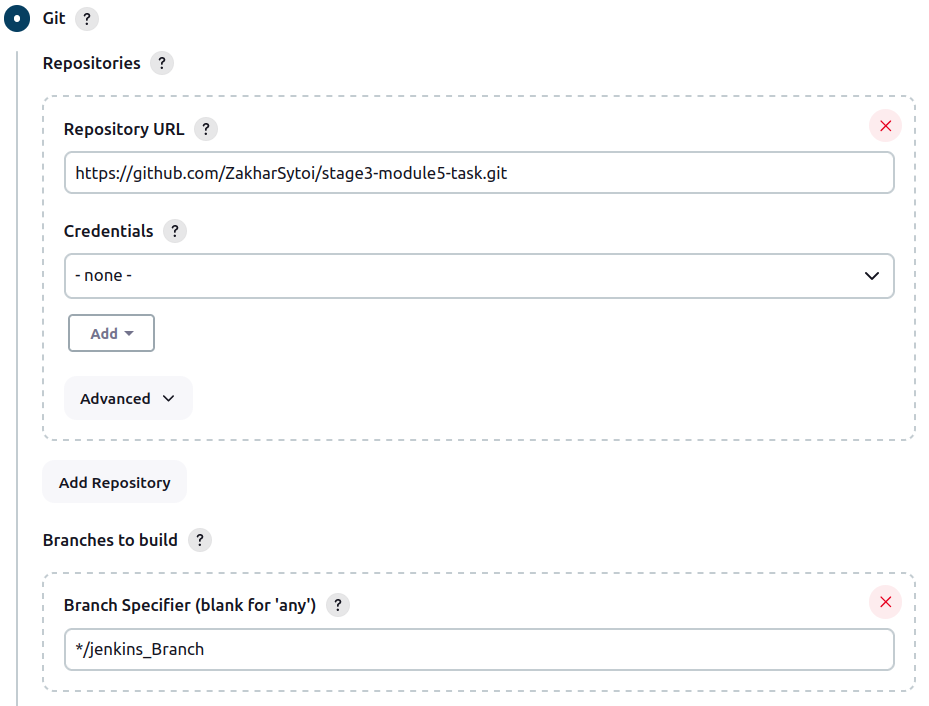 Git ?
Repositories ?
Repository URL ?
https://github.com/ZakharSytoi/stage3-module5-task.git
Credentials ?
- none -
Add
Advanced
Add Repository
Branches to build ?
Branch Specifier (blank for 'any') ?
*/jenkins_Branch